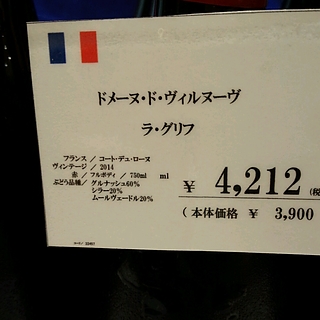 ドメーヌ・ド・ヴィルヌーヴ
ラ・グリフ
フランス / コート・デュ・ローヌ
ヴィンテージ / 2014
赤 / フルボディ / 750ml ml
ぶどう品種/ グルナッシュ60%
シラー20%
ムールヴェードル20%
¥ 4,212 (税
( 本体価格 ¥ 3,900